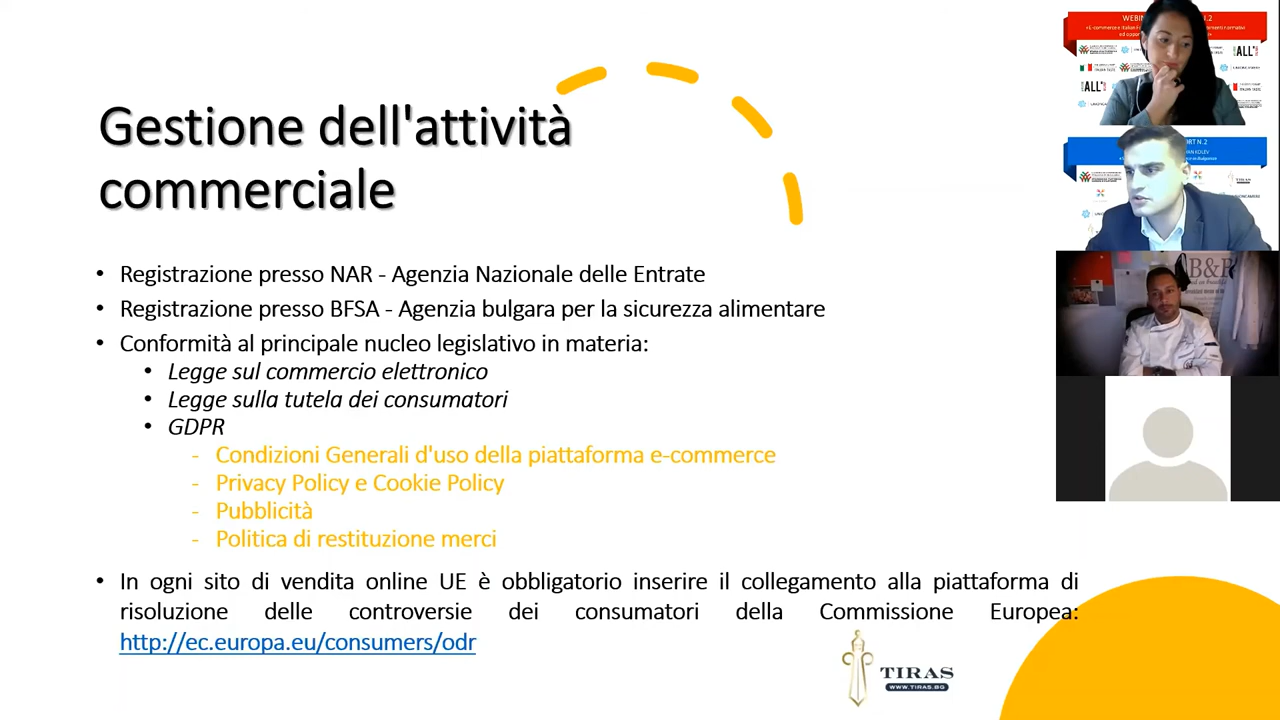 Gestione dell'attività
commerciale
• Registrazione presso NAR - Agenzia Nazionale delle Entrate
• Registrazione presso BFSA - Agenzia bulgara per la sicurezza alimentare
• Conformità al principale nucleo legislativo in materia:
• Legge sul commercio elettronico
• Legge sulla tutela dei consumatori
• GDPR
- Condizioni Generali d'uso della piattaforma e-commerce
- Privacy Policy e Cookie Policy
- Pubblicità
- Politica di restituzione merci
• In ogni sito di vendita online UE è obbligatorio inserire il collegamento alla piattaforma di
risoluzione delle controversie dei consumatori della Commissione Europea:
http://ec.europa.eu/consumers/odr
TIRAS
WWW.TIRAS.BG